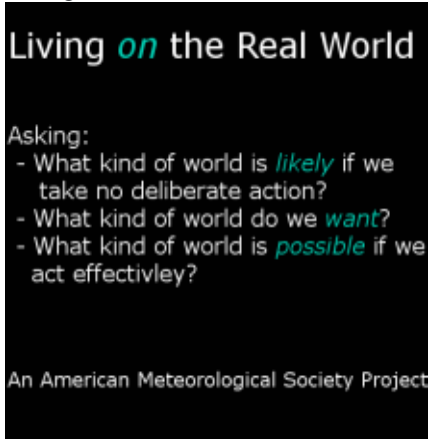 Living on the Real World
Asking:
- What kind of world is likely if we
take no deliberate action?
- What kind of world do we want?
- What kind of world is possible if we
act effectivley?
An American Meteorological Society Project